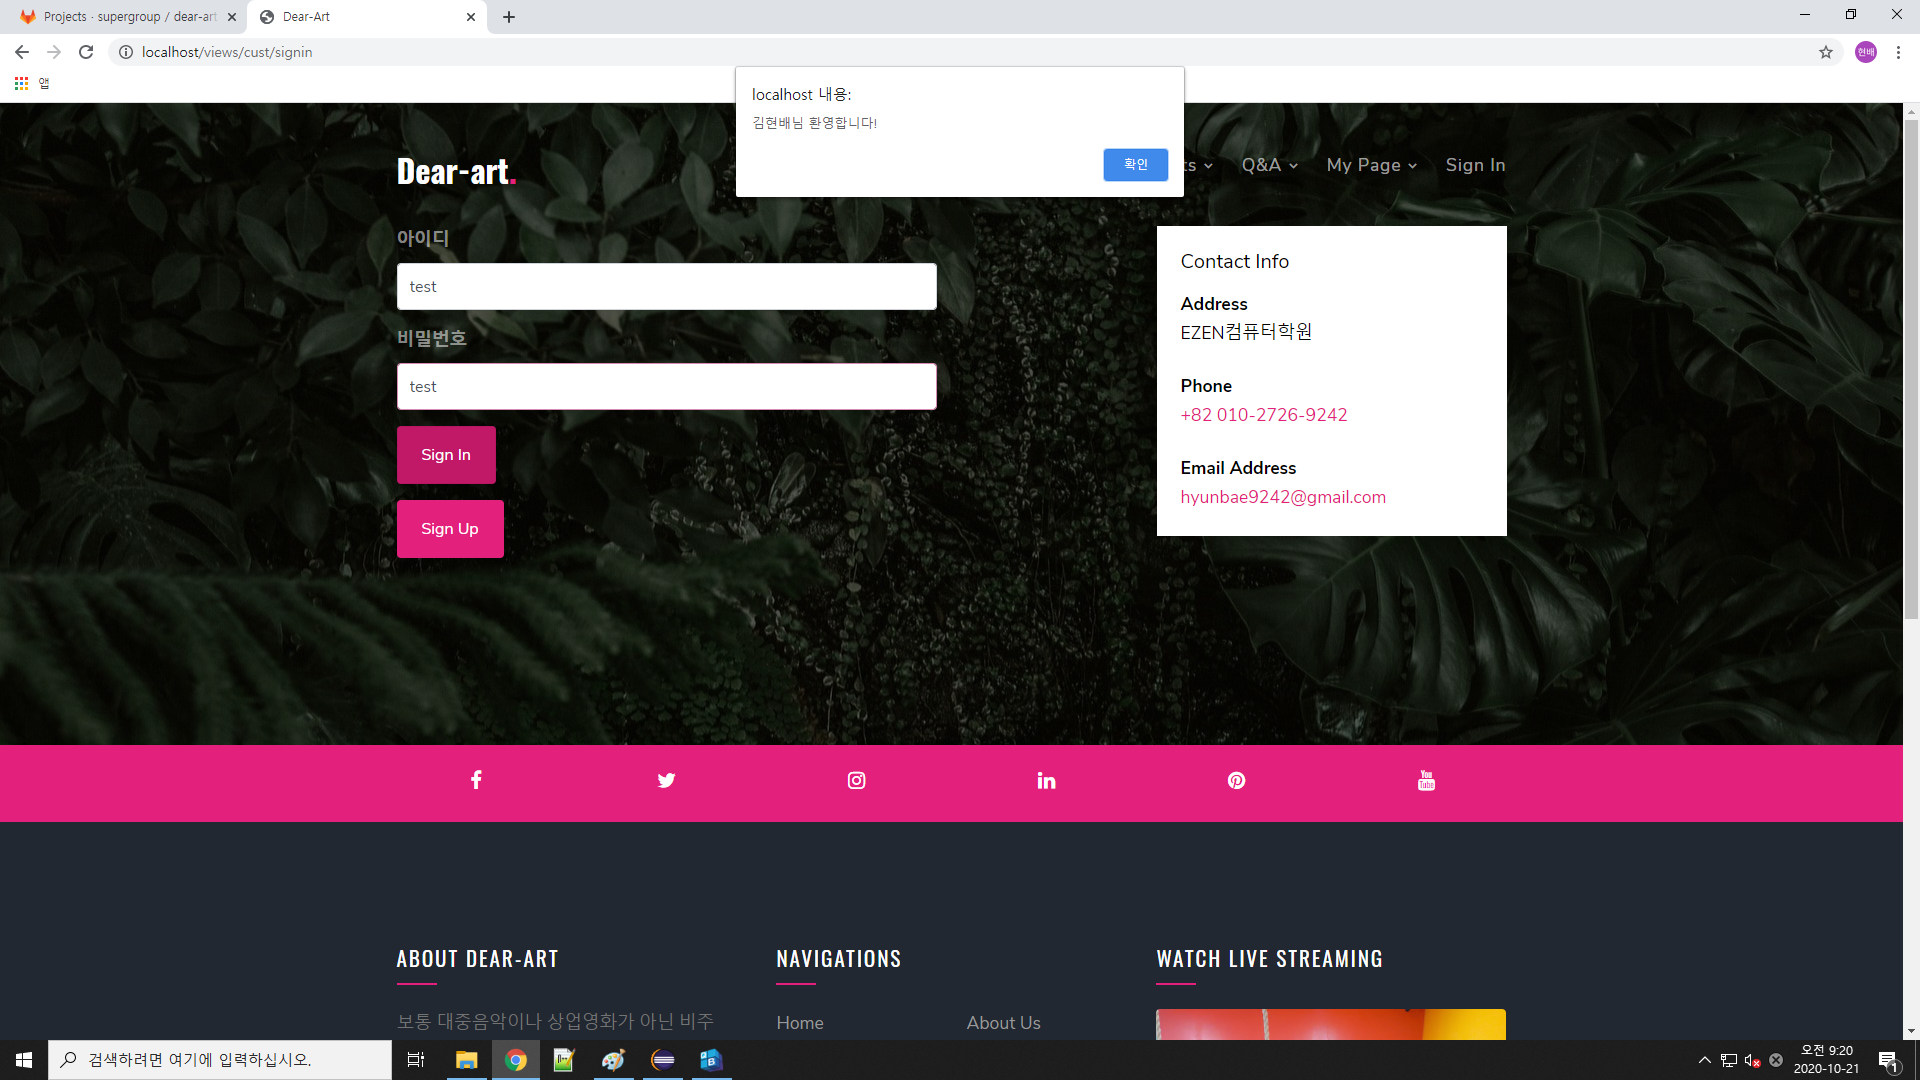 Projects · supergroup / dear-art
Dear-Art
localhost/views/cust/signin
현배
앱
localhost 내용:
김현배님 환영합니다!
확인
Dear-art.
ts
Q&A
My Page
Sign In
아이디
test
비밀번호
test
Sign In
Sign Up
Contact Info
Address
EZEN컴퓨터학원
Phone
+82 010-2726-9242
Email Address
hyunbae9242@gmail.com
You
Tube
ABOUT DEAR-ART
NAVIGATIONS
WATCH LIVE STREAMING
보통 대중음악이나 상업영화가 아닌 비주
Home
About Us
검색하려면 여기에 입력하십시오.
오전 9:20
2020-10-21
1